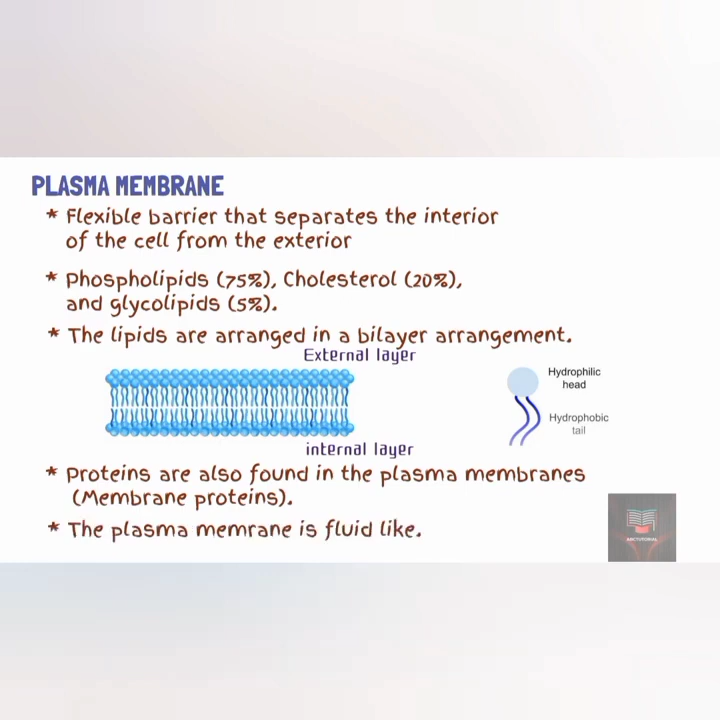 PLASMA MEMBRANE
* Flexible barrier that separates the interior
of the cell from the exterior
* Phospholipids (75%), Cholesterol (20%),
and glycolipids (5%).
* The lipids are arranged in a bilayer arrangement.
External layer
Hydrophilic
head
Hydrophobic
tail
internal layer
* Proteins are also found in the plasma membranes
(Membrane proteins).
* The plasma memrane is fluid like.